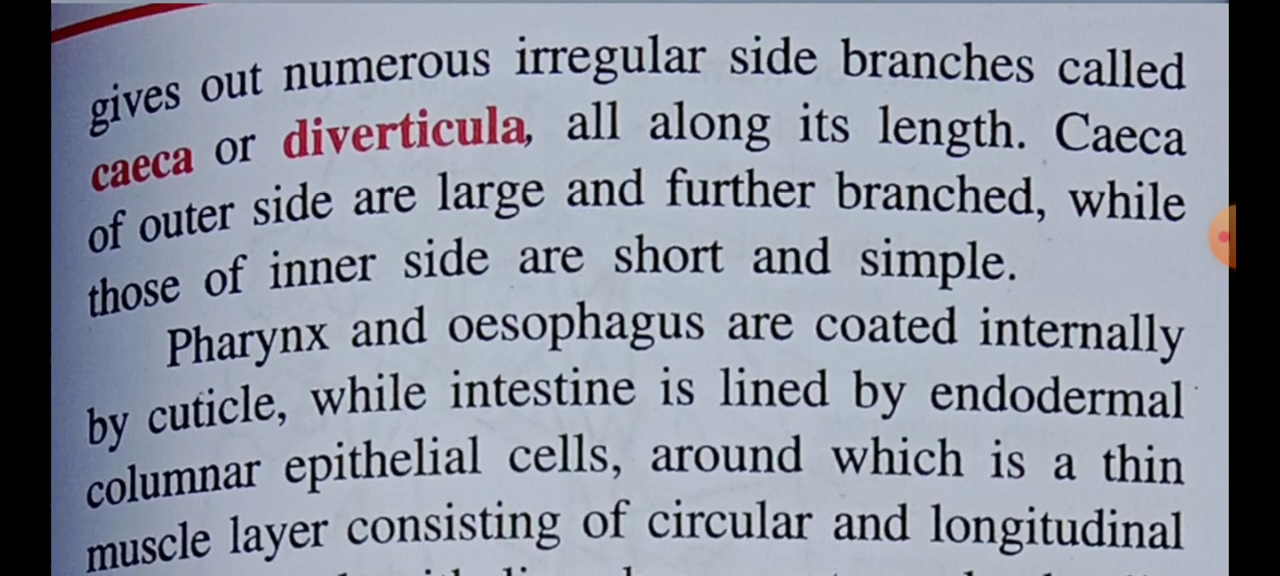 gives out numerous irregular side branches called
caeca or diverticula, all along its length. Caeca
of outer side are large and further branched, while
those of inner side are short and simple.
Pharynx and oesophagus are coated internally
by cuticle, while intestine is lined by endodermal
columnar epithelial cells, around which is a thin
muscle layer consisting of circular and longitudinal